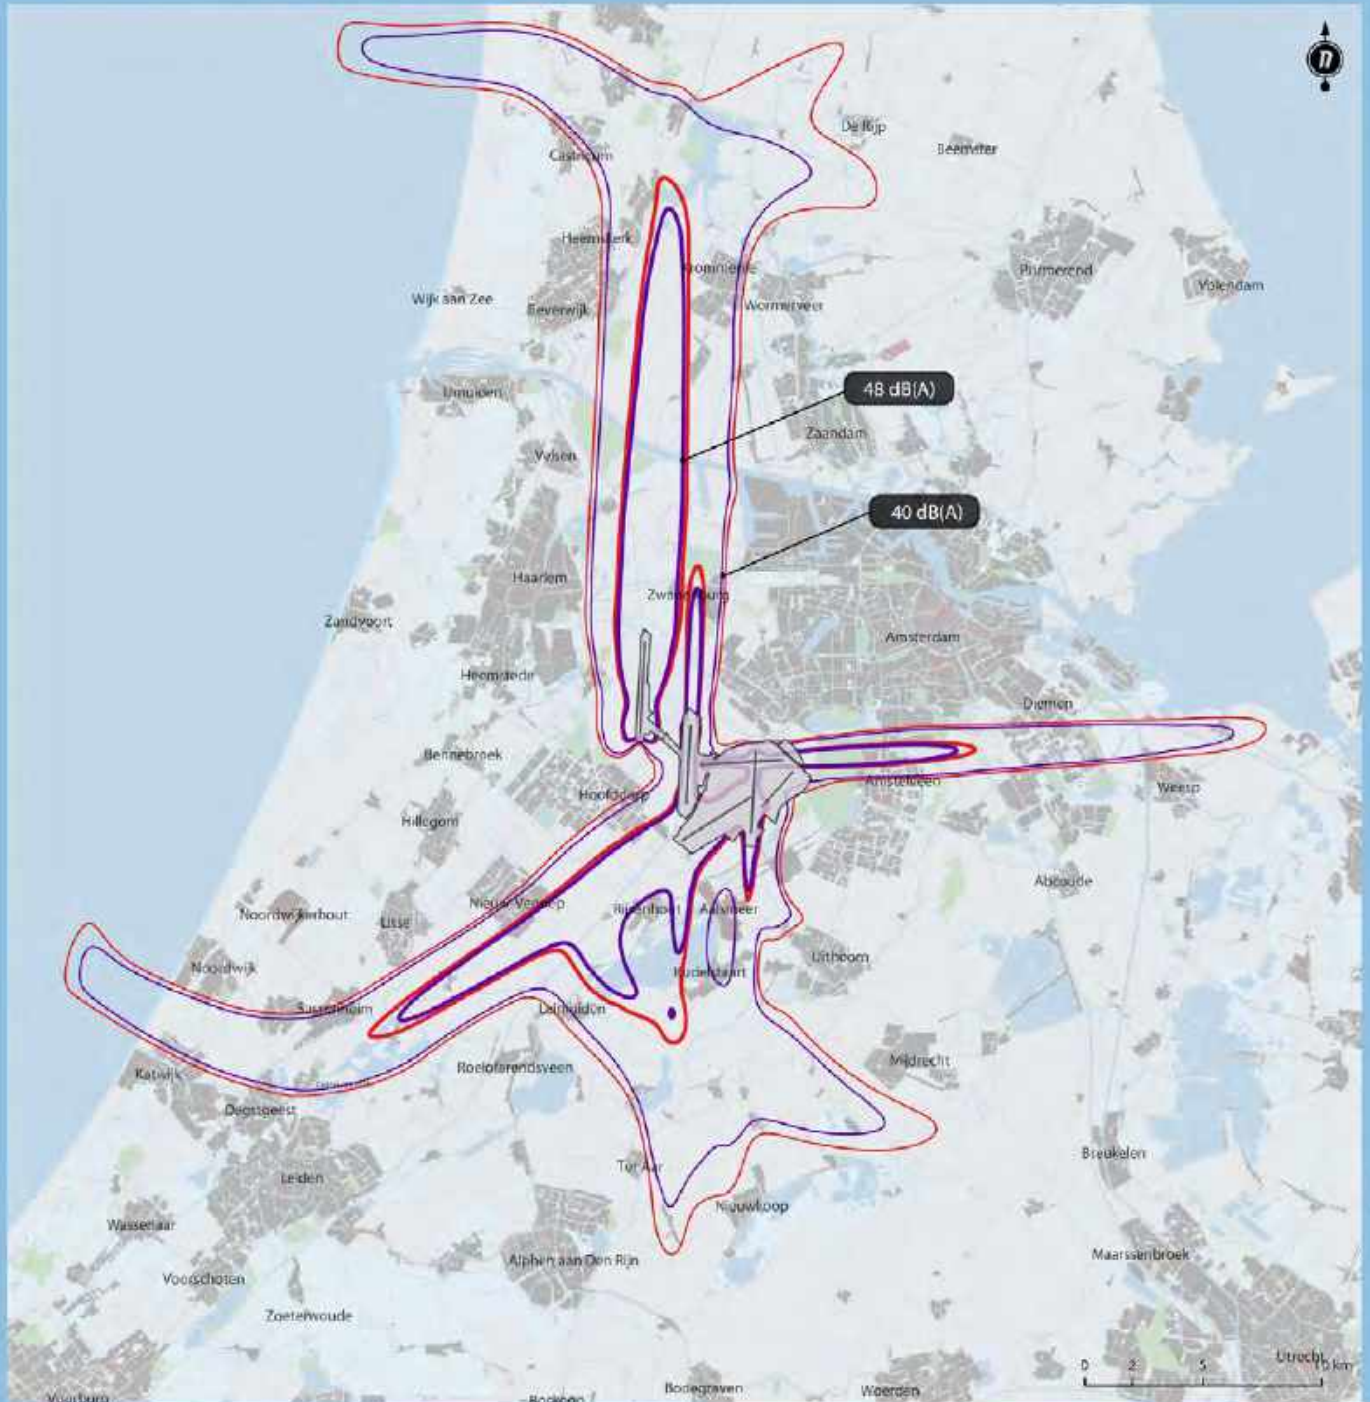 n
De Rijp
Beemster
Castricum
Heemskerk
Krommenie
Purmerend
Volendam
Wijk aan Zee
Beverwijk
Wormerveer
48 dB(A)
IJmuiden
Zaandam
Velsen
40 dB(A)
Haarlem
Zwanenburg
Zandvoort
Amsterdam
Heemstede
Diemen
Bennebroek
Amstelveen
Weesp
Hoofddorp
Hillegom
Abcoude
Nieuw Vennep
Rijsenhout
Aalsmeer
Noordwijkerhout
Lisse
Uithoorn
Noordwijk
Kudelstaart
Sassenheim
Leimuiden
Mijdrecht
Roelofarendsveen
Katwijk
Oegstgeest
Breukelen
Ter Aar
Leiden
Nieuwkoop
Wassenaar
Maarssenbroek
Alphen aan Den Rijn
Voorschoten
Zoeterwoude
Utrecht
0 2 5 10 km
Bodegraven
Woerden
Voorburg